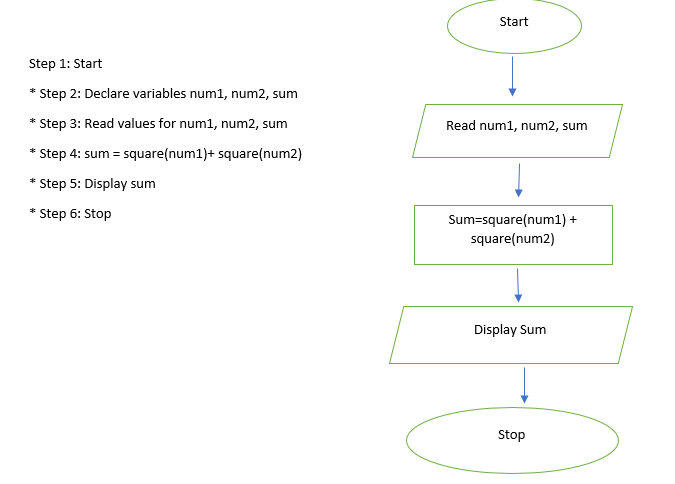 Step 1: Start
* Step 2: Declare variables num1, num2, sum
* Step 3: Read values for num1, num2, sum
* Step 4: sum = square(num1)+ square(num2)
* Step 5: Display sum
* Step 6: Stop
Start
Read num1, num2, sum
Sum=square(num1) +
square(num2)
Display Sum
Stop